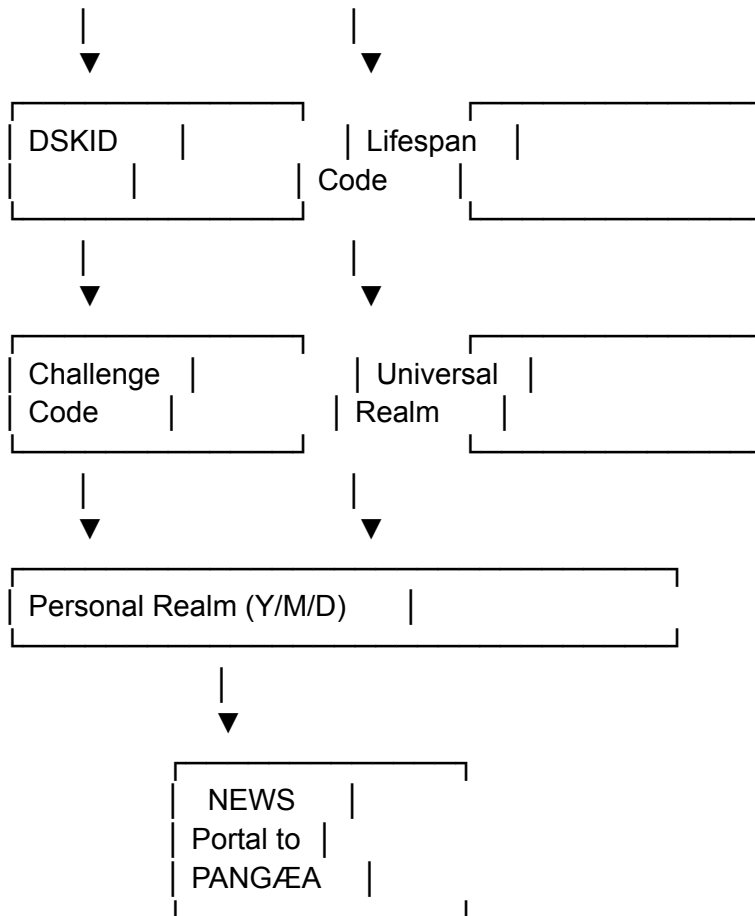 DSKID Lifespan
Code
Challenge Universal
Code Realm
Personal Realm (Y/M/D)
NEWS
Portal to
PANGÆA